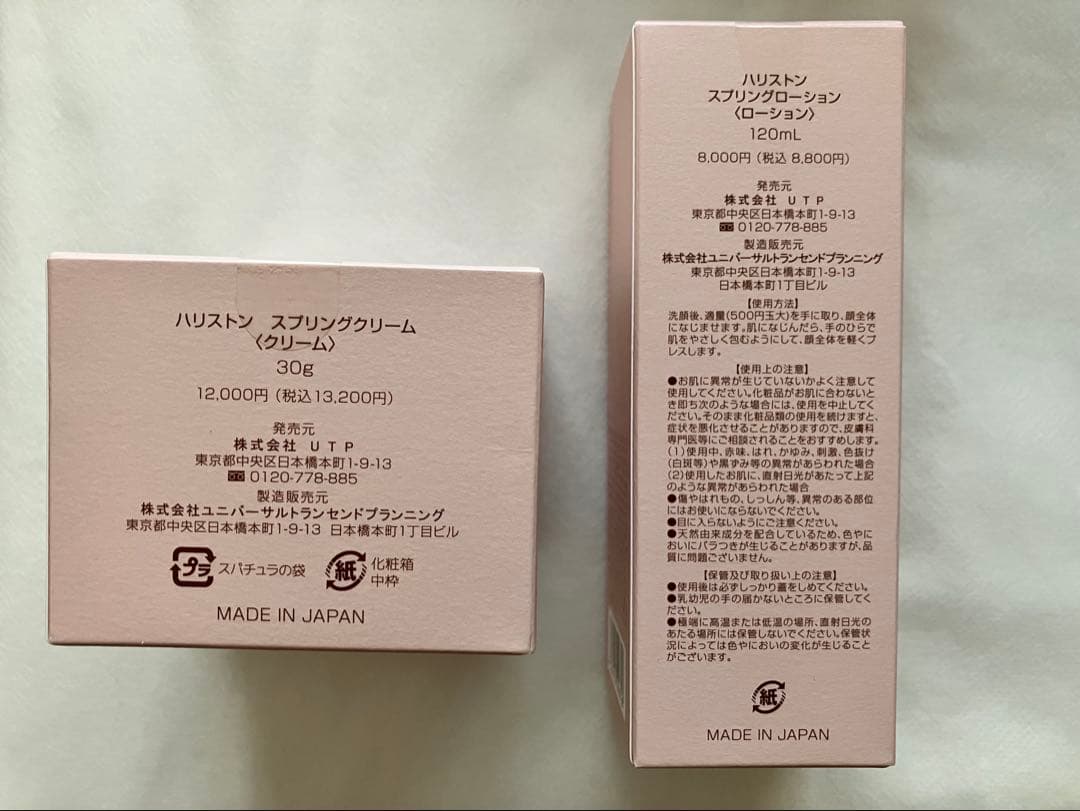 ハリストン　スプリングクリーム
〈クリーム〉
30g
12,000円（税込13,200円）
発売元
株式会社 UTP
東京都中央区日本橋本町1-9-13
0120-778-885
製造販売元
株式会社ユニバーサルトランセンドプランニング
東京都中央区日本橋本町1-9-13 日本橋本町1丁目ビル
プラ スパチュラの袋
紙 化粧箱
中枠
MADE IN JAPAN
ハリストン
スプリングローション
〈ローション〉
120mL
8,000円（税込 8,800円）
発売元
株式会社 UTP
東京都中央区日本橋本町1-9-13
0120-778-885
製造販売元
株式会社ユニバーサルトランセンドプランニング
東京都中央区日本橋本町1-9-13
日本橋本町1丁目ビル
【使用方法】
洗顔後、適量(500円玉大)を手に取り、顔全体
になじませます。肌になじんだら、手のひらで
肌をやさしく包むようにして、顔全体を軽くプ
レスします。
【使用上の注意】
●お肌に異常が生じていないかよく注意して
使用してください。化粧品がお肌に合わないと
き即ち次のような場合には、使用を中止してく
ださい。そのまま化粧品類の使用を続けますと、
症状を悪化させることがありますので、皮膚科
専門医等にご相談されることをおすすめします。
(1)使用中、赤味、はれ、かゆみ、刺激、色抜け
(白斑等)や黒ずみ等の異常があらわれた場合
(2)使用したお肌に、直射日光があたって上記
のような異常があらわれた場合
●傷やはれもの、しっしん等、異常のある部位
にはお使いにならないでください。
●目に入らないようにご注意ください。
●天然由来成分を配合しているため、色やに
おいにバラつきが生じることがありますが、品
質に問題ございません。
【保管及び取り扱い上の注意】
●使用後は必ずしっかり蓋をしめてください。
●乳幼児の手の届かないところに保管してく
ださい。
●極端に高温または低温の場所、直射日光の
あたる場所には保管しないでください。保管状
況によっては色やにおいの変化が生じること
がございます。
紙
MADE IN JAPAN